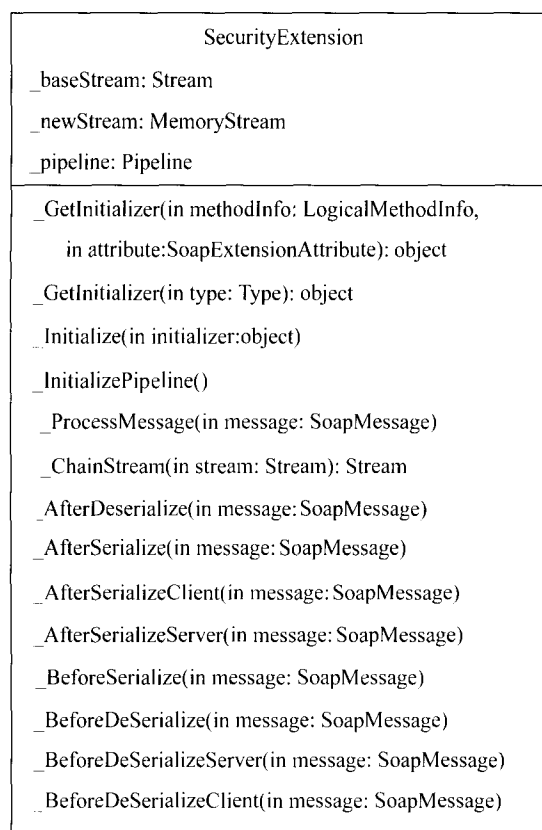 SecurityExtension
_baseStream: Stream
_newStream: MemoryStream
_pipeline: Pipeline
_GetInitializer(in methodInfo: LogicalMethodInfo,
in attribute:SoapExtensionAttribute): object
_GetInitializer(in type: Type): object
_Initialize(in initializer:object)
_InitializePipeline()
_ProcessMessage(in message: SoapMessage)
_ChainStream(in stream: Stream): Stream
_AfterDeserialize(in message: SoapMessage)
_AfterSerialize(in message: SoapMessage)
_AfterSerializeClient(in message: SoapMessage)
_AfterSerializeServer(in message: SoapMessage)
_BeforeSerialize(in message: SoapMessage)
_BeforeDeSerialize(in message: SoapMessage)
_BeforeDeSerializeServer(in message: SoapMessage)
_BeforeDeSerializeClient(in message: SoapMessage)